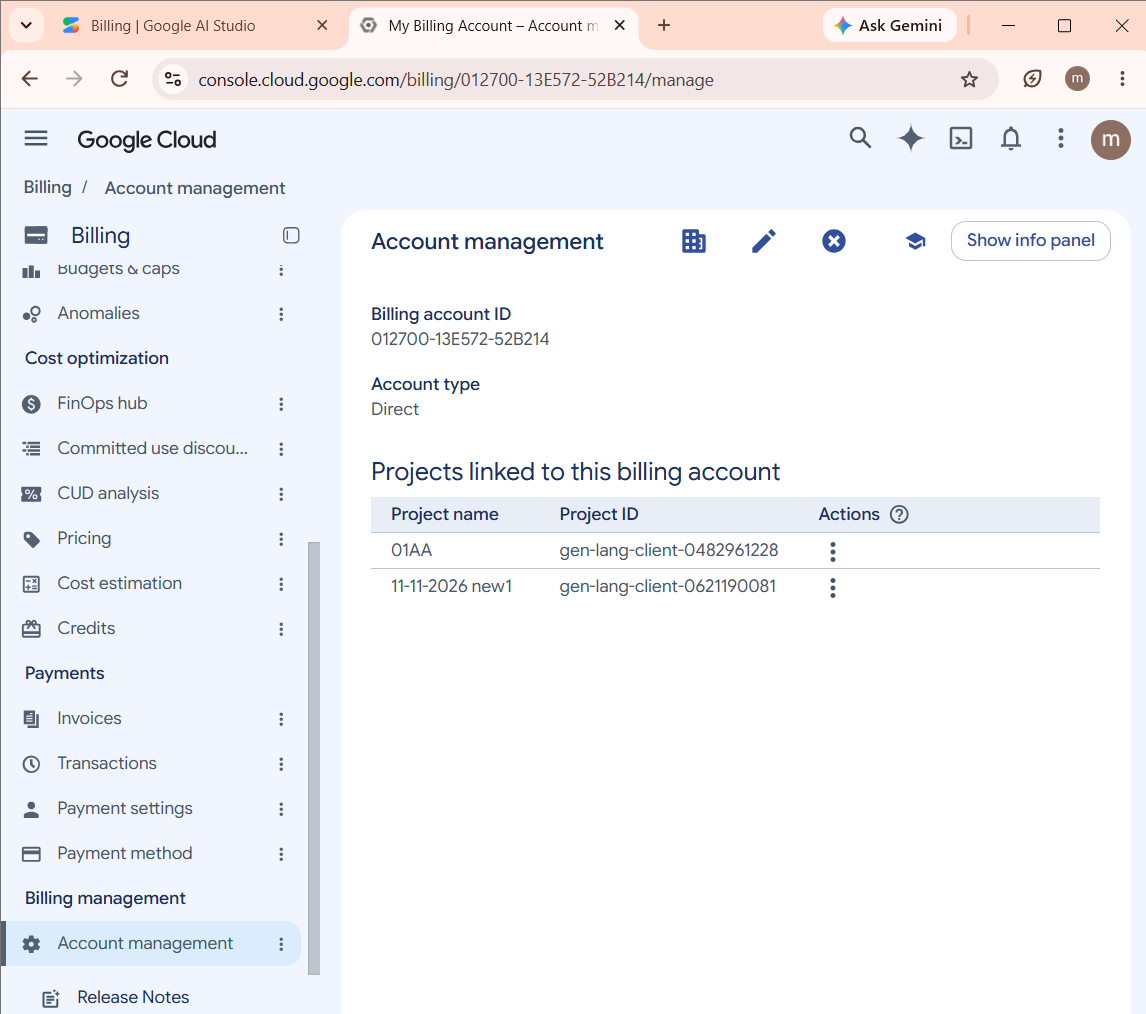 Billing | Google AI Studio
My Billing Account – Account m
Ask Gemini
console.cloud.google.com/billing/012700-13E572-52B214/manage
m
Google Cloud
m
Billing / Account management
Billing
Budgets & caps
Anomalies
Cost optimization
FinOps hub
Committed use discou...
CUD analysis
Pricing
Cost estimation
Credits
Payments
Invoices
Transactions
Payment settings
Payment method
Billing management
Account management
Release Notes
Account management
Show info panel
Billing account ID
012700-13E572-52B214
Account type
Direct
Projects linked to this billing account
Project name Project ID Actions
01AA gen-lang-client-0482961228
11-11-2026 new1 gen-lang-client-0621190081